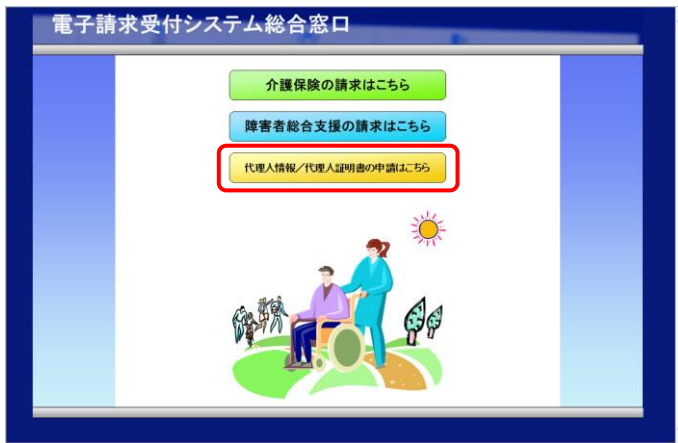 電子請求受付システム総合窓口
介護保険の請求はこちら
障害者総合支援の請求はこちら
代理人情報／代理人証明書の申請はこちら